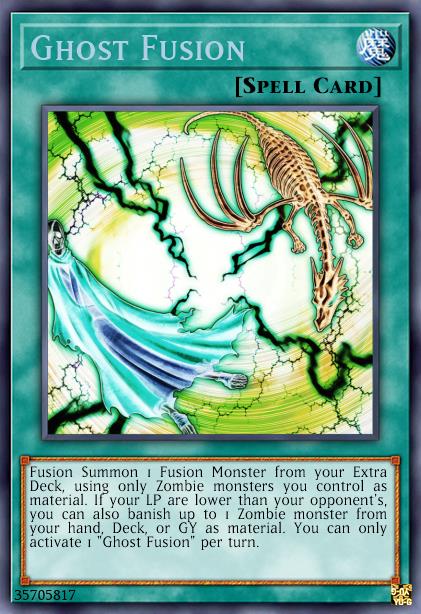 Ghost Fusion
魔
[Spell Card]
Fusion Summon 1 Fusion Monster from your Extra
Deck, using only Zombie monsters you control as
material. If your LP are lower than your opponent's,
you can also banish up to 1 Zombie monster from
your hand, Deck, or GY as material. You can only
activate 1 "Ghost Fusion" per turn.
35705817